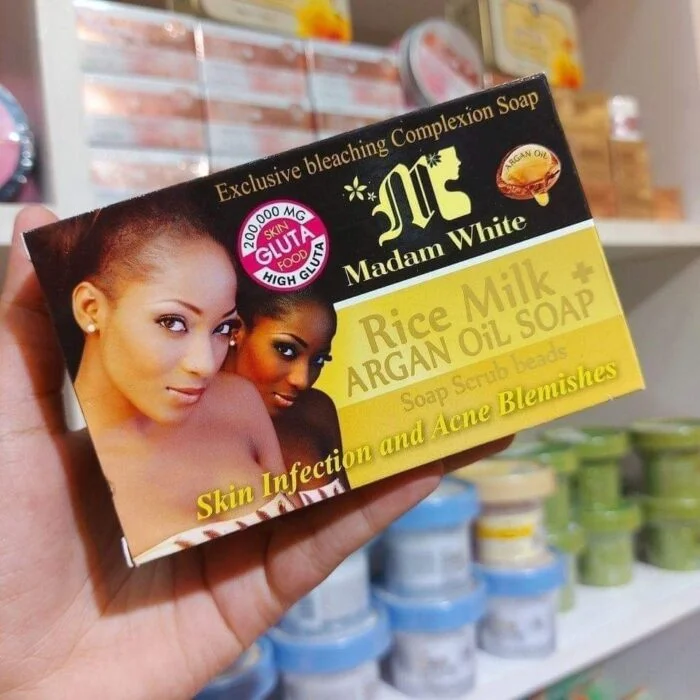 Exclusive bleaching Complexion Soap
200,000 MG
SKIN
GLUTA
FOOD
HIGH GLUTA
M
ARGAN OIL
Madam White
Rice Milk +
ARGAN OiL SOAP
Soap Scrub beads
Skin Infection and Acne Blemishes